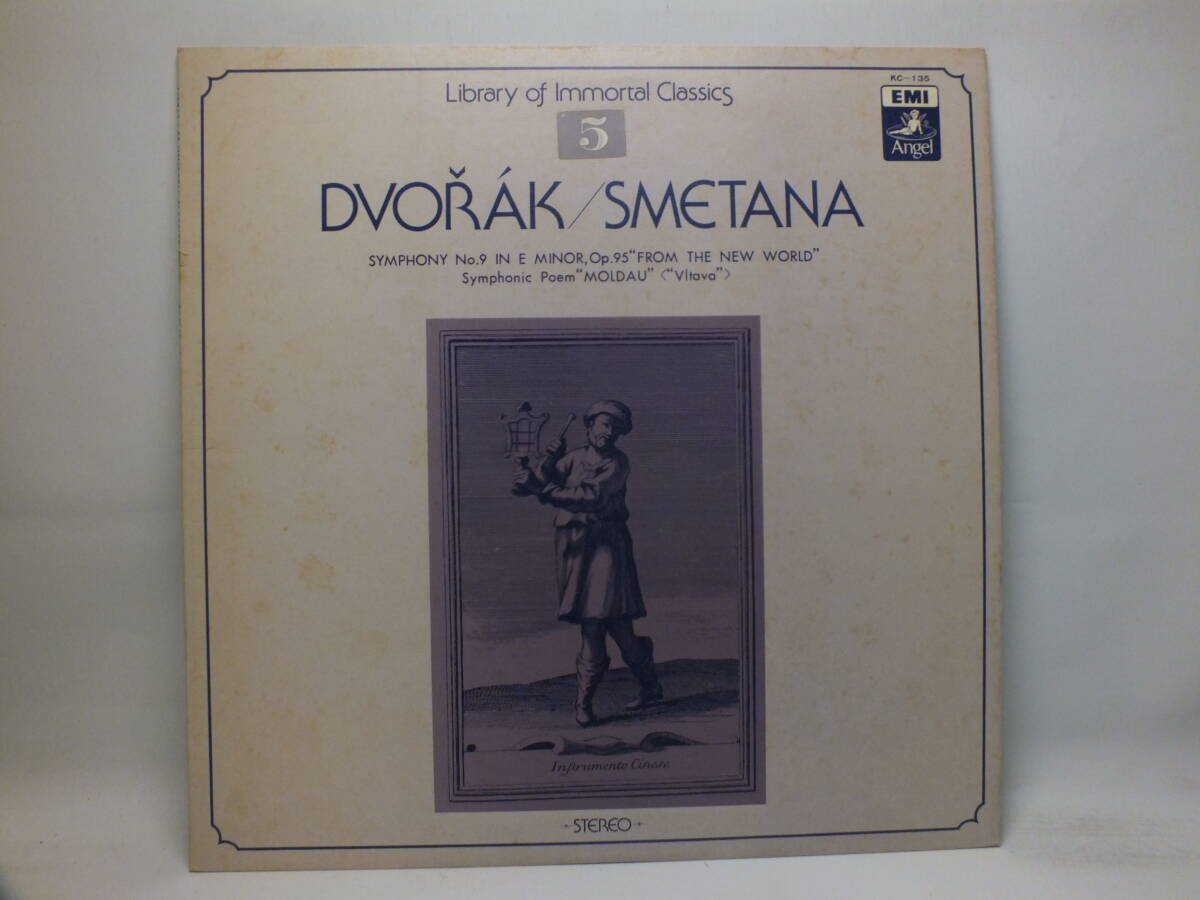 Library of Immortal Classics
KC-135
EMI
Angel
5
DVOŘÁK/SMETANA
SYMPHONY No.9 IN E MINOR,Op.95"FROM THE NEW WORLD"
Symphonic Poem"MOLDAU" <"Vltava">
Inſtrumento Cineſe
STEREO